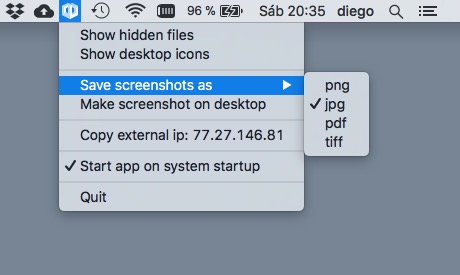 96 % Sáb 20:35 diego
Show hidden files
Show desktop icons
Save screenshots as
png
jpg
pdf
tiff
Make screenshot on desktop
Copy external ip: 77.27.146.81
Start app on system startup
Quit